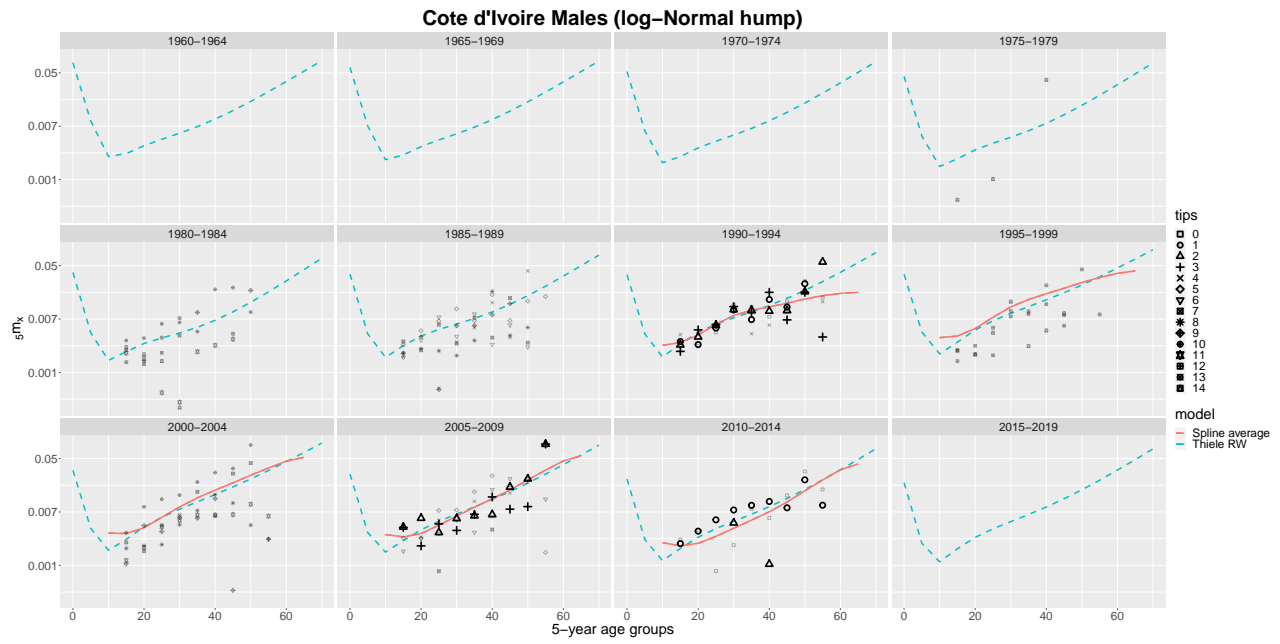 Cote d'Ivoire Males (log−Normal hump)
1960−1964 1965−1969 1970−1974 1975−1979
0.05
0.007
0.001
1980−1984 1985−1989 1990−1994 1995−1999
0.05
0.007
0.001
2000−2004 2005−2009 2010−2014 2015−2019
0.05
0.007
0.001
0 20 40 60 0 20 40 60 0 20 40 60 0 20 40 60
5-year age groups
5mx
tips
0
1
2
3
4
5
6
7
8
9
10
11
12
13
14
model
Spline average
Thiele RW